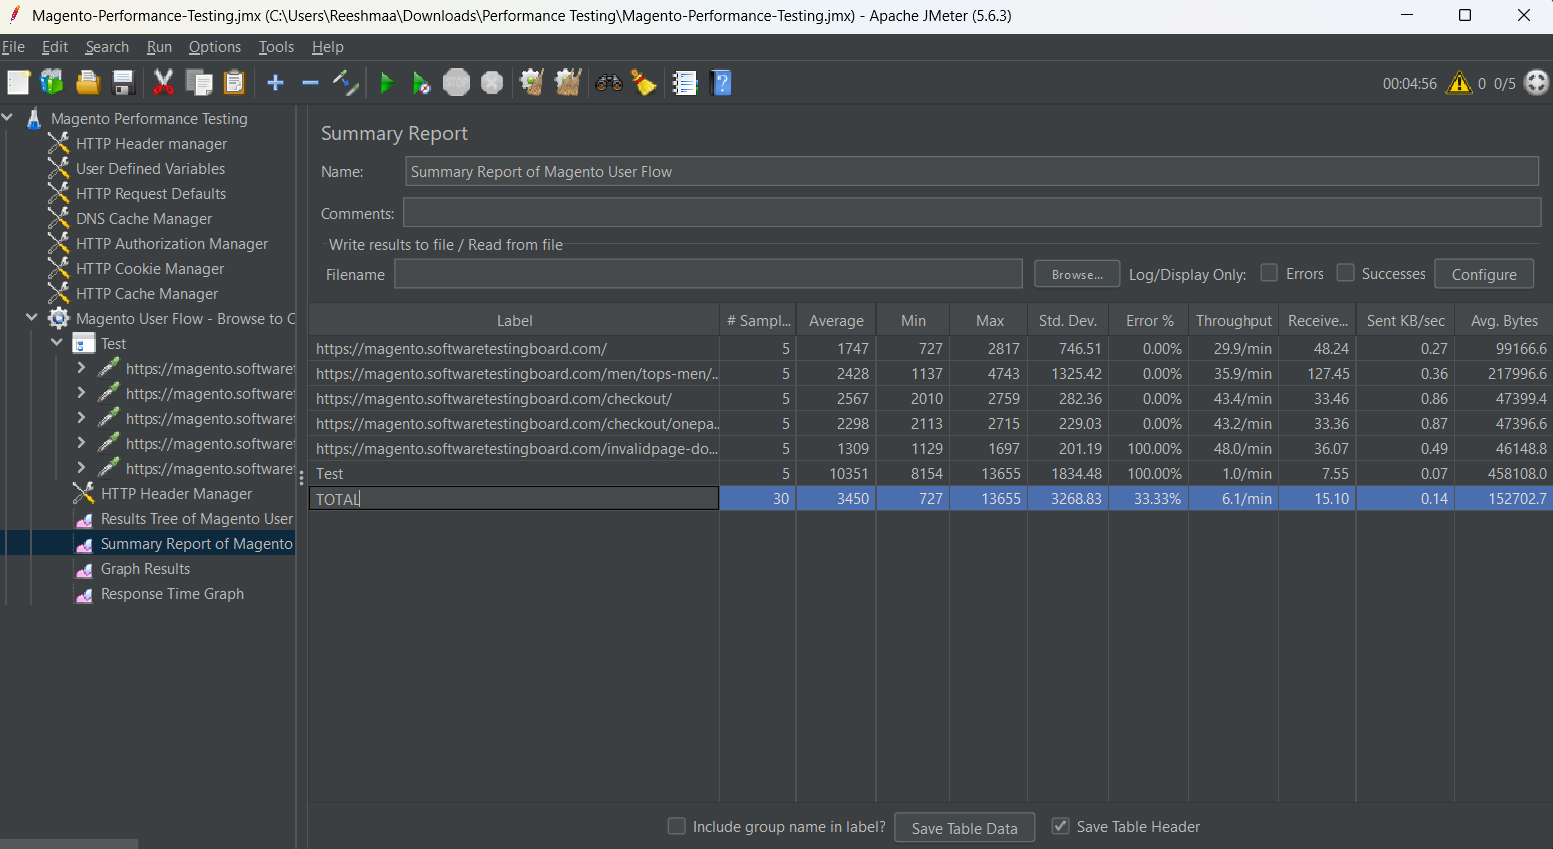 Magento-Performance-Testing.jmx (C:\Users\Reeshmaa\Downloads\Performance Testing\Magento-Performance-Testing.jmx) - Apache JMeter (5.6.3)
File Edit Search Run Options Tools Help
STOP
00:04:56 0 0/5
Magento Performance Testing
HTTP Header manager
User Defined Variables
HTTP Request Defaults
DNS Cache Manager
HTTP Authorization Manager
HTTP Cookie Manager
HTTP Cache Manager
Magento User Flow - Browse to C
Test
https://magento.softwaret
https://magento.softwaret
https://magento.softwaret
https://magento.softwaret
https://magento.softwaret
HTTP Header Manager
Results Tree of Magento User
Summary Report of Magento
Graph Results
Response Time Graph
Summary Report
Name: Summary Report of Magento User Flow
Comments:
Write results to file / Read from file
Filename Browse... Log/Display Only: Errors Successes Configure
Label # Sampl... Average Min Max Std. Dev. Error % Throughput Receive... Sent KB/sec Avg. Bytes
https://magento.softwaretestingboard.com/ 5 1747 727 2817 746.51 0.00% 29.9/min 48.24 0.27 99166.6
https://magento.softwaretestingboard.com/men/tops-men/... 5 2428 1137 4743 1325.42 0.00% 35.9/min 127.45 0.36 217996.6
https://magento.softwaretestingboard.com/checkout/ 5 2567 2010 2759 282.36 0.00% 43.4/min 33.46 0.86 47399.4
https://magento.softwaretestingboard.com/checkout/onepa... 5 2298 2113 2715 229.03 0.00% 43.2/min 33.36 0.87 47396.6
https://magento.softwaretestingboard.com/invalidpage-do... 5 1309 1129 1697 201.19 100.00% 48.0/min 36.07 0.49 46148.8
Test 5 10351 8154 13655 1834.48 100.00% 1.0/min 7.55 0.07 458108.0
TOTAL 30 3450 727 13655 3268.83 33.33% 6.1/min 15.10 0.14 152702.7
Include group name in label? Save Table Data Save Table Header